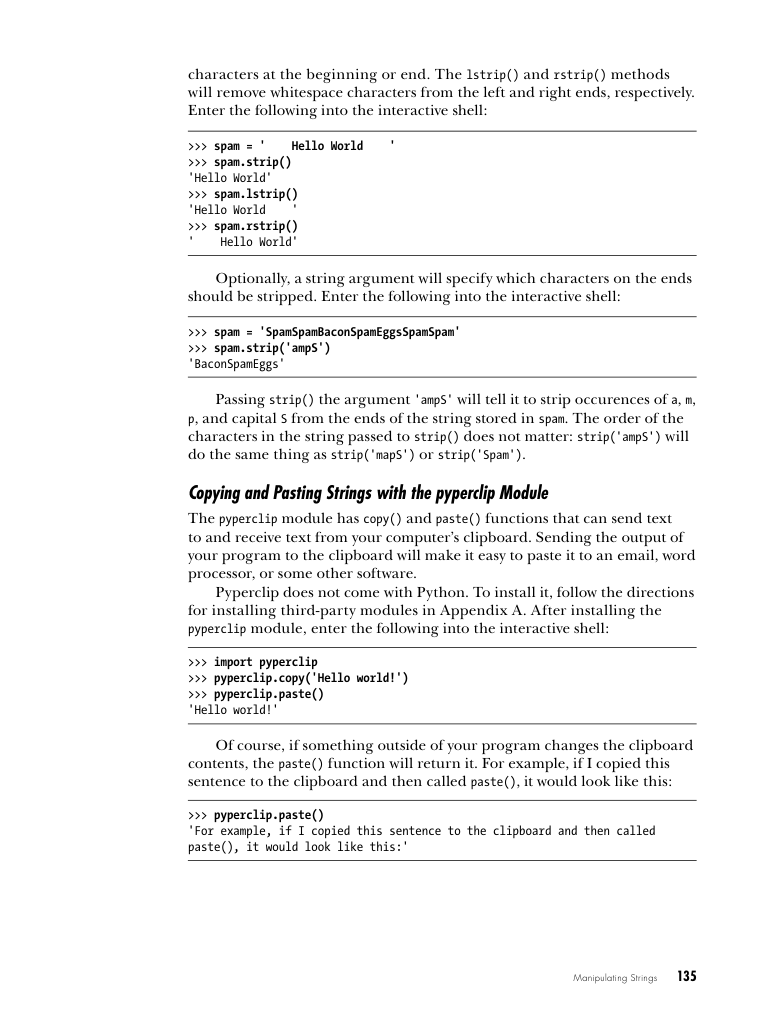 characters at the beginning or end. The lstrip() and rstrip() methods
will remove whitespace characters from the left and right ends, respectively.
Enter the following into the interactive shell:
>>> spam = '    Hello World    '
>>> spam.strip()
'Hello World'
>>> spam.lstrip()
'Hello World    '
>>> spam.rstrip()
'    Hello World'
Optionally, a string argument will specify which characters on the ends
should be stripped. Enter the following into the interactive shell:
>>> spam = 'SpamSpamBaconSpamEggsSpamSpam'
>>> spam.strip('ampS')
'BaconSpamEggs'
Passing strip() the argument 'ampS' will tell it to strip occurences of a, m,
p, and capital S from the ends of the string stored in spam. The order of the
characters in the string passed to strip() does not matter: strip('ampS') will
do the same thing as strip('mapS') or strip('Spam').
Copying and Pasting Strings with the pyperclip Module
The pyperclip module has copy() and paste() functions that can send text
to and receive text from your computer’s clipboard. Sending the output of
your program to the clipboard will make it easy to paste it to an email, word
processor, or some other software.
Pyperclip does not come with Python. To install it, follow the directions
for installing third-party modules in Appendix A. After installing the
pyperclip module, enter the following into the interactive shell:
>>> import pyperclip
>>> pyperclip.copy('Hello world!')
>>> pyperclip.paste()
'Hello world!'
Of course, if something outside of your program changes the clipboard
contents, the paste() function will return it. For example, if I copied this
sentence to the clipboard and then called paste(), it would look like this:
>>> pyperclip.paste()
'For example, if I copied this sentence to the clipboard and then called
paste(), it would look like this:'
Manipulating Strings 135